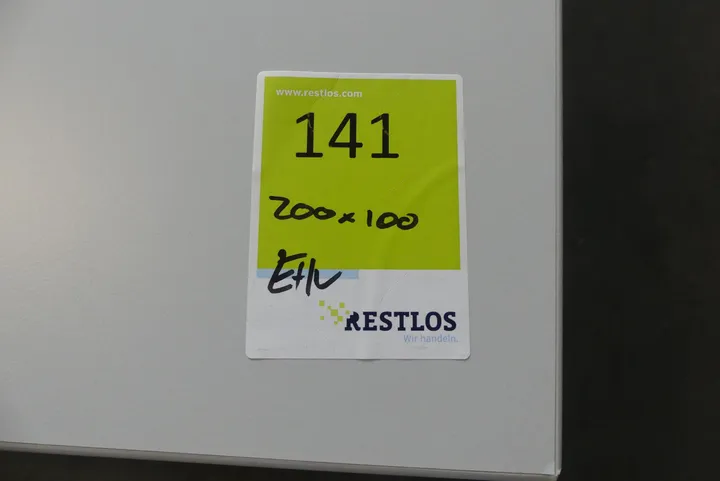 www.restlos.com
141
200x100
RESTLOS
Wir handeln.